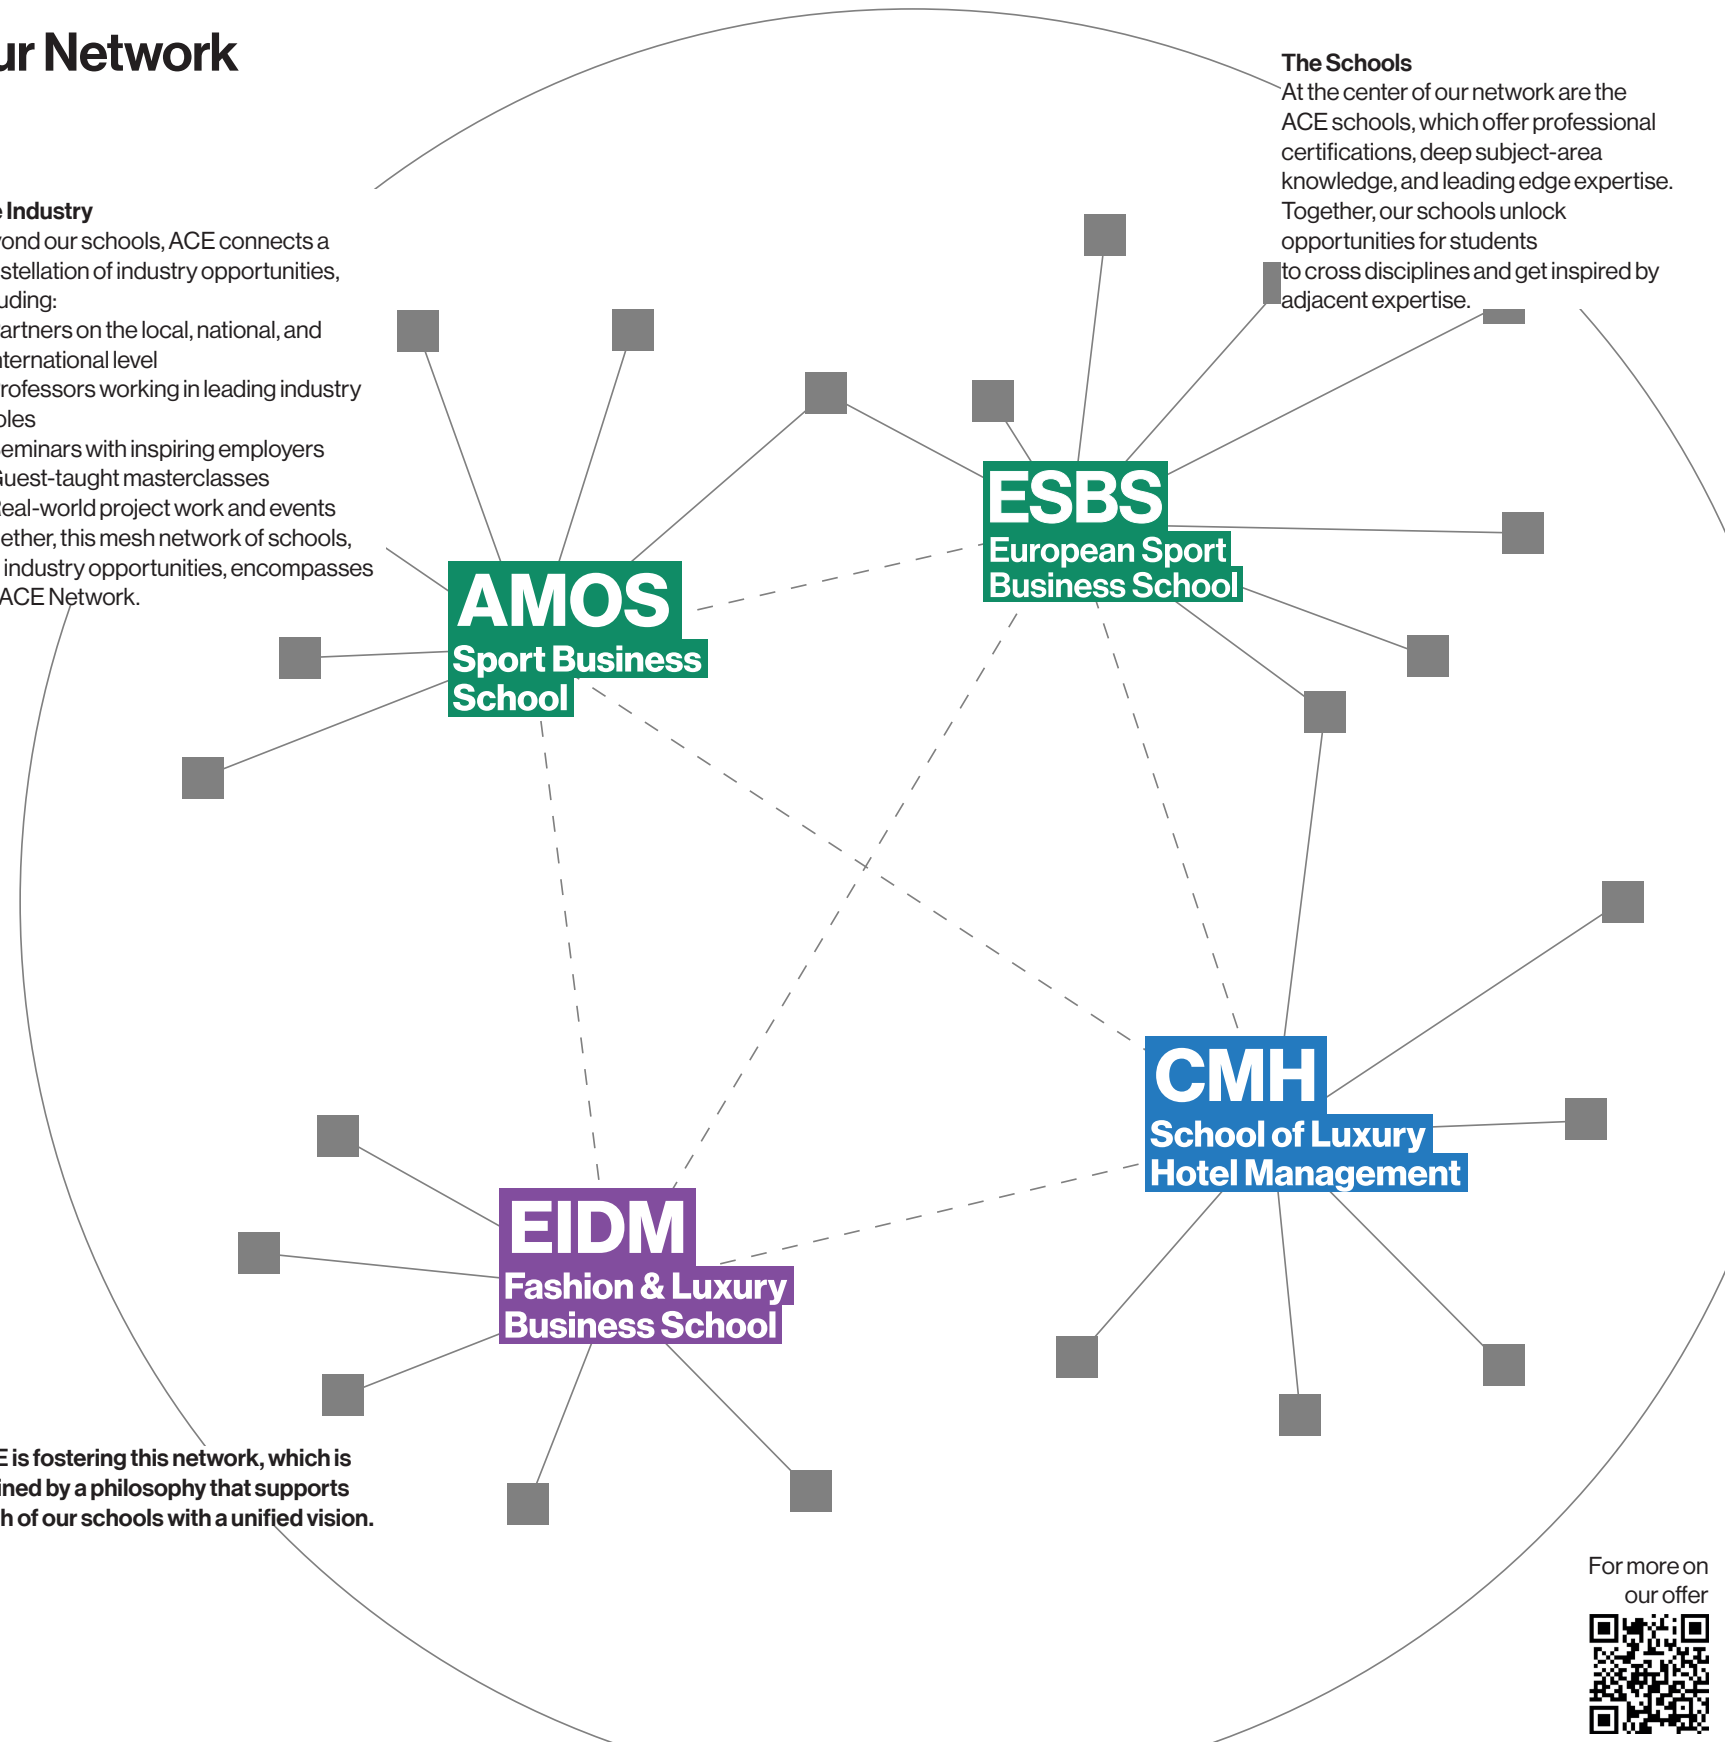 ur Network
The Schools
At the center of our network are the
ACE schools, which offer professional
certifications, deep subject-area
knowledge, and leading edge expertise.
Together, our schools unlock
opportunities for students
to cross disciplines and get inspired by
adjacent expertise.
e Industry
yond our schools, ACE connects a
stellation of industry opportunities,
uding:
artners on the local, national, and
nternational level
rofessors working in leading industry
oles
eminars with inspiring employers
Guest-taught masterclasses
Real-world project work and events
ether, this mesh network of schools,
industry opportunities, encompasses
ACE Network.
ESBS
European Sport
Business School
AMOS
Sport Business
School
CMH
School of Luxury
Hotel Management
EIDM
Fashion & Luxury
Business School
E is fostering this network, which is
ined by a philosophy that supports
h of our schools with a unified vision.
For more on
our offer